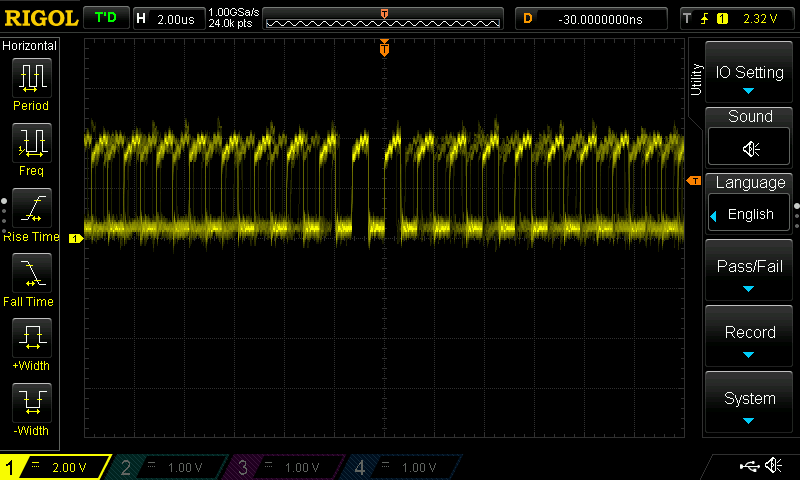 RIGOL T'D H 2.00us 1.00GSa/s 24.0k pts T D -30.0000000ns T 1 2.32 V
Horizontal
Period
Freq
Rise Time
Fall Time
+Width
-Width
T
T
1
Utility
IO Setting
Sound
Language
English
Pass/Fail
Record
System
1 2.00 V 2 1.00 V 3 1.00 V 4 1.00 V